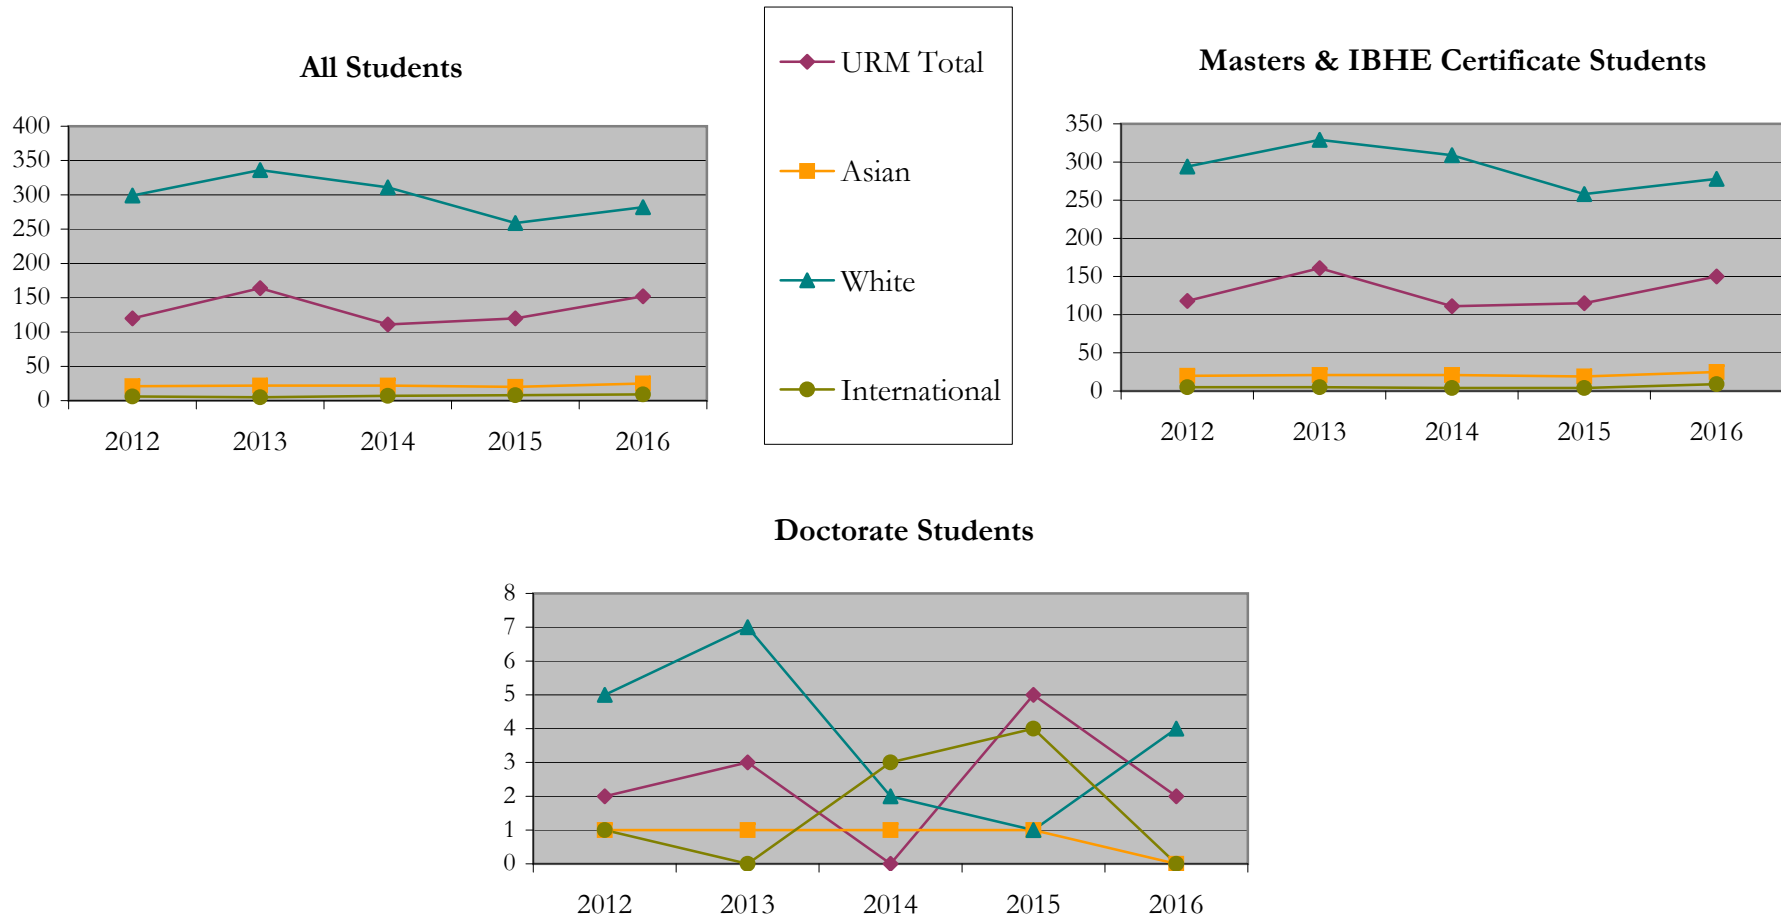 All Students
400
350
300
250
200
150
100
50
0
2012 2013 2014 2015 2016
URM Total
Asian
White
International
Masters & IBHE Certificate Students
350
300
250
200
150
100
50
0
2012 2013 2014 2015 2016
Doctorate Students
8
7
6
5
4
3
2
1
0
2012 2013 2014 2015 2016